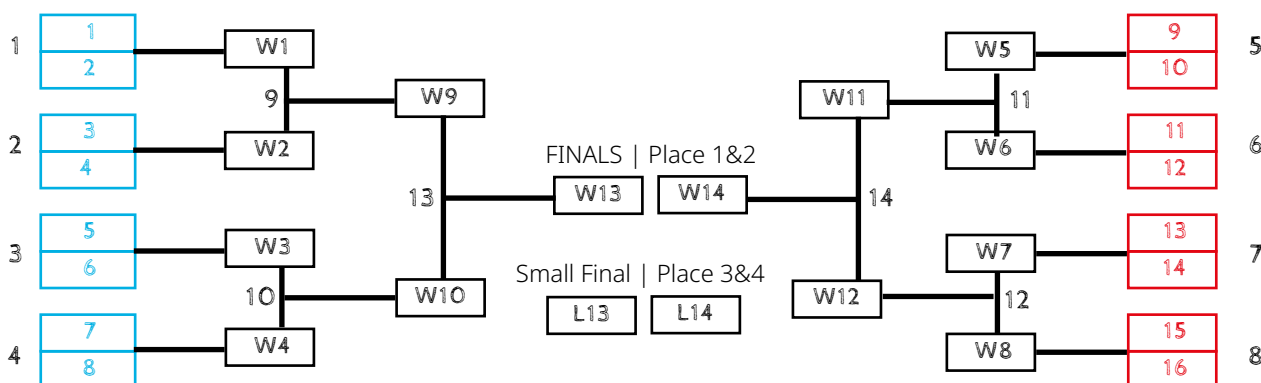 1
1
2
W1
9
W9
2
3
4
W2
13
3
5
6
W3
10
W10
4
7
8
W4
FINALS | Place 1&2
W13 W14
Small Final | Place 3&4
L13 L14
W5
9
10
5
W11
11
W6
11
12
6
14
W7
13
14
7
W12
12
W8
15
16
8